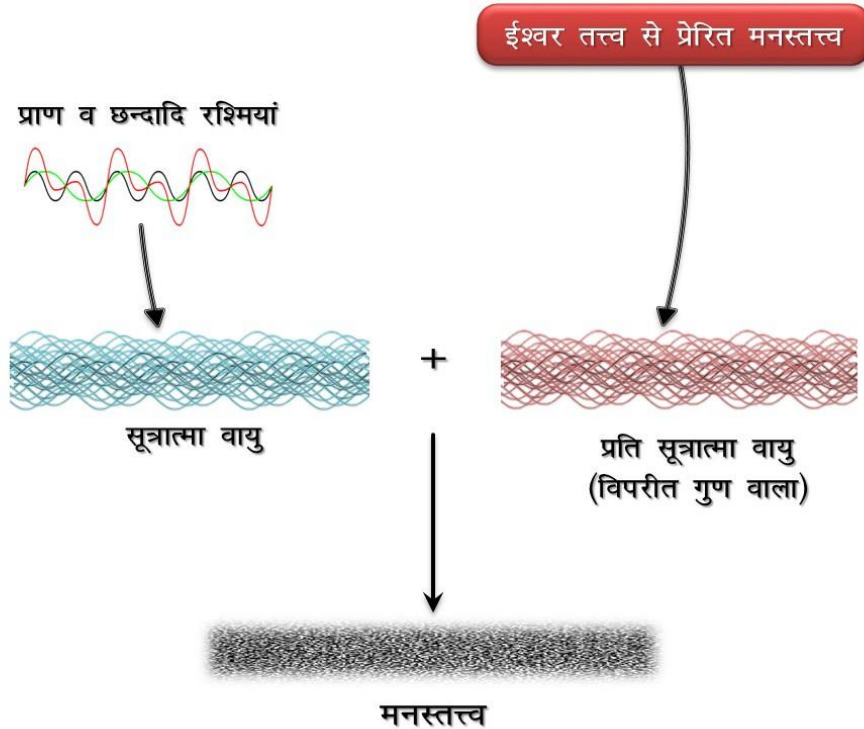 ईश्वर तत्त्व से प्रेरित मनस्तत्त्व
प्राण व छन्दादि रश्मियां
+
सूत्रात्मा वायु
प्रति सूत्रात्मा वायु
(विपरीत गुण वाला)
मनस्तत्त्व